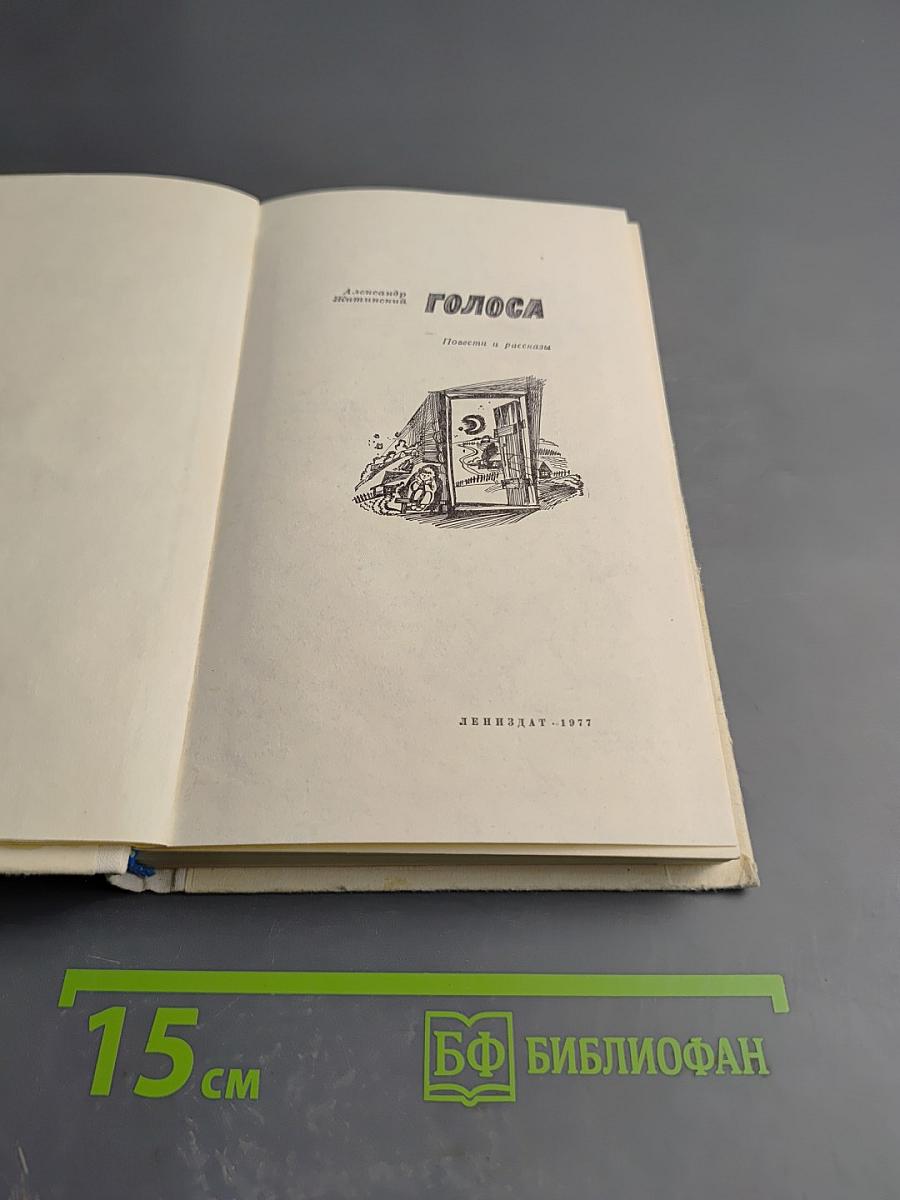 Александр
Житинский
ГОЛОСА
Повести и рассказы
ЛЕНИЗДАТ · 1977
15 см
БФ БИБЛИОФАН